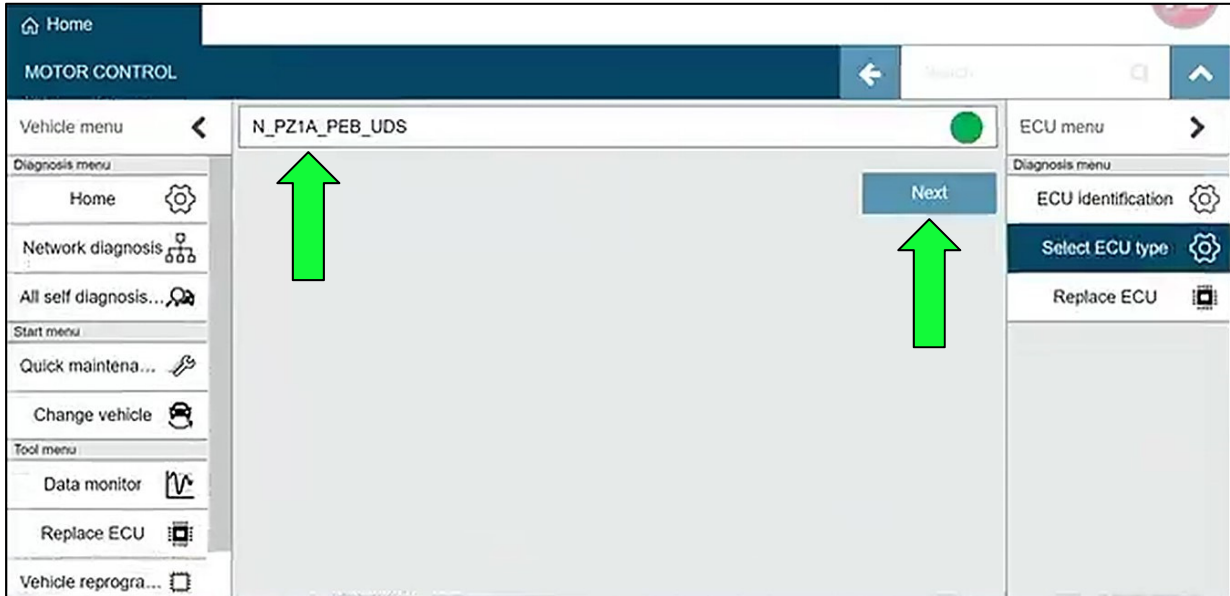 Home
MOTOR CONTROL
Search
Vehicle menu
N_PZ1A_PEB_UDS
ECU menu
Diagnosis menu
Diagnosis menu
Home
Next
ECU identification
Network diagnosis
Select ECU type
All self diagnosis...
Replace ECU
Start menu
Quick maintena...
Change vehicle
Tool menu
Data monitor
Replace ECU
Vehicle reprogra...